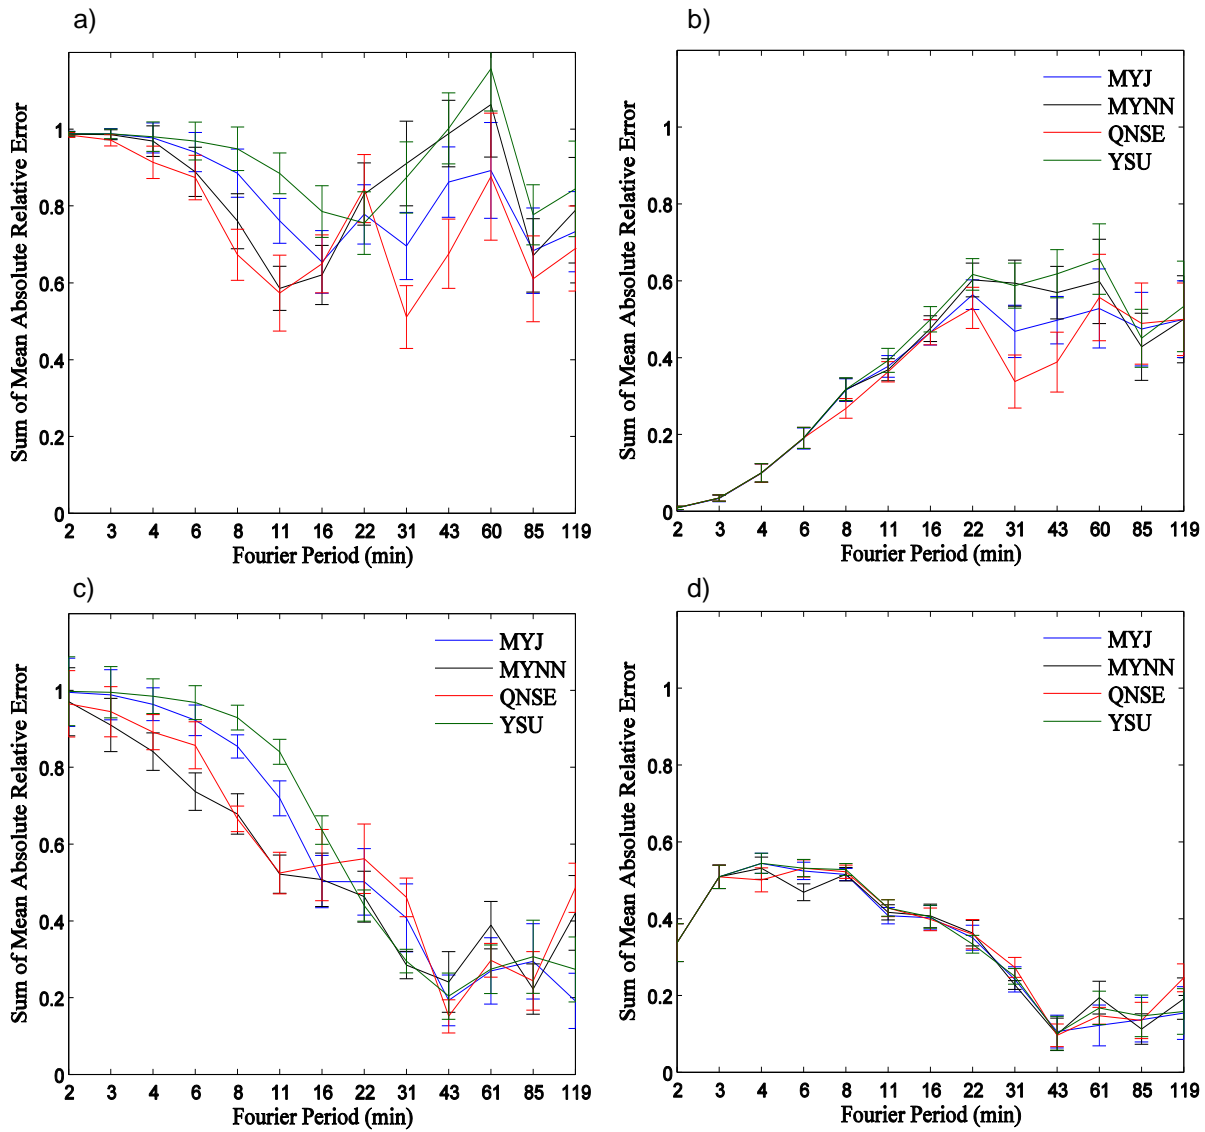 a)
Sum of Mean Absolute Relative Error
1
0.8
0.6
0.4
0.2
0
2 3 4 6 8 11 16 22 31 43 60 85 119
Fourier Period (min)
b)
MYJ
MYNN
QNSE
YSU
Sum of Mean Absolute Relative Error
1
0.8
0.6
0.4
0.2
0
2 3 4 6 8 11 16 22 31 43 60 85 119
Fourier Period (min)
c)
MYJ
MYNN
QNSE
YSU
Sum of Mean Absolute Relative Error
1
0.8
0.6
0.4
0.2
0
2 3 4 6 8 11 16 22 31 43 61 85 119
Fourier Period (min)
d)
MYJ
MYNN
QNSE
YSU
Sum of Mean Absolute Relative Error
1
0.8
0.6
0.4
0.2
0
2 3 4 6 8 11 16 22 31 43 61 85 119
Fourier Period (min)